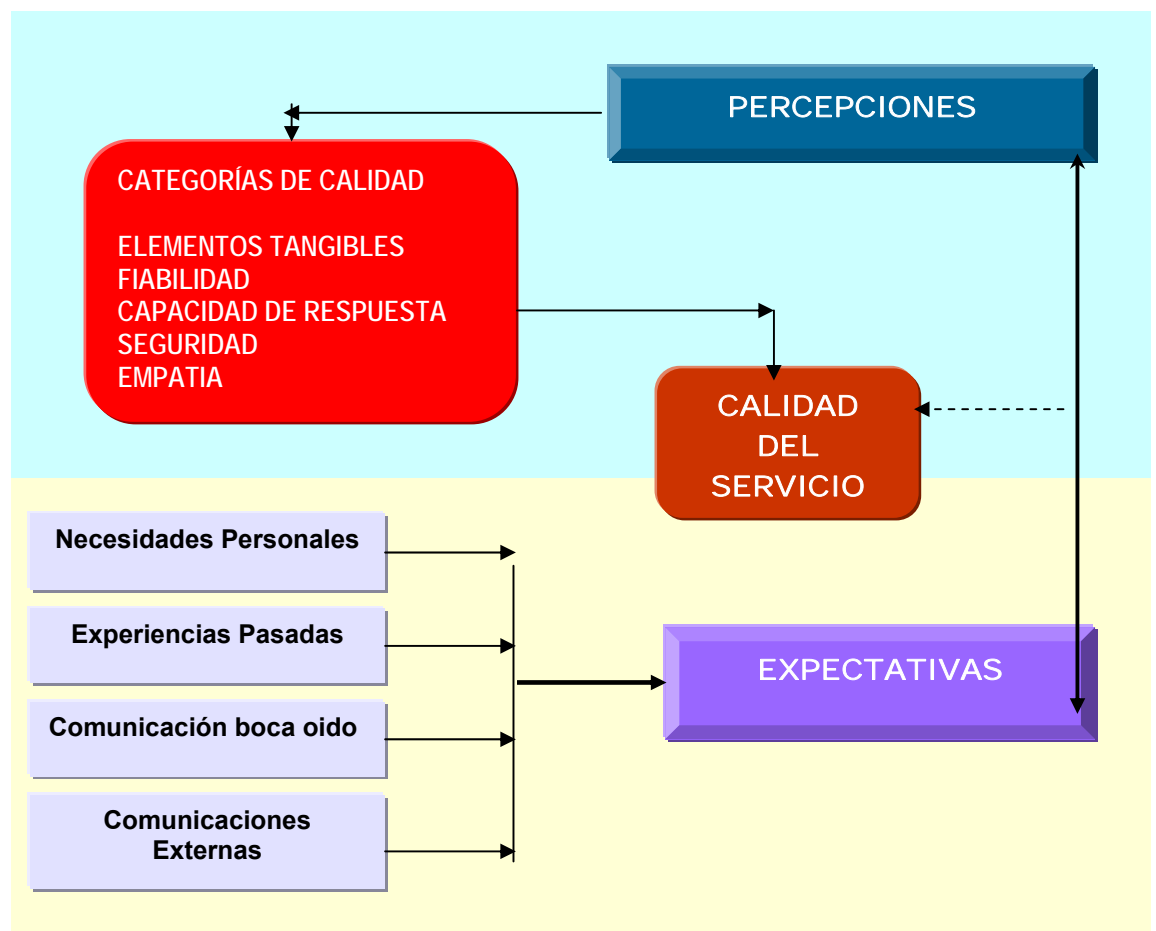 PERCEPCIONES
CATEGORÍAS DE CALIDAD
ELEMENTOS TANGIBLES
FIABILIDAD
CAPACIDAD DE RESPUESTA
SEGURIDAD
EMPATIA
CALIDAD
DEL
SERVICIO
Necesidades Personales
Experiencias Pasadas
Comunicación boca oido
Comunicaciones
Externas
EXPECTATIVAS